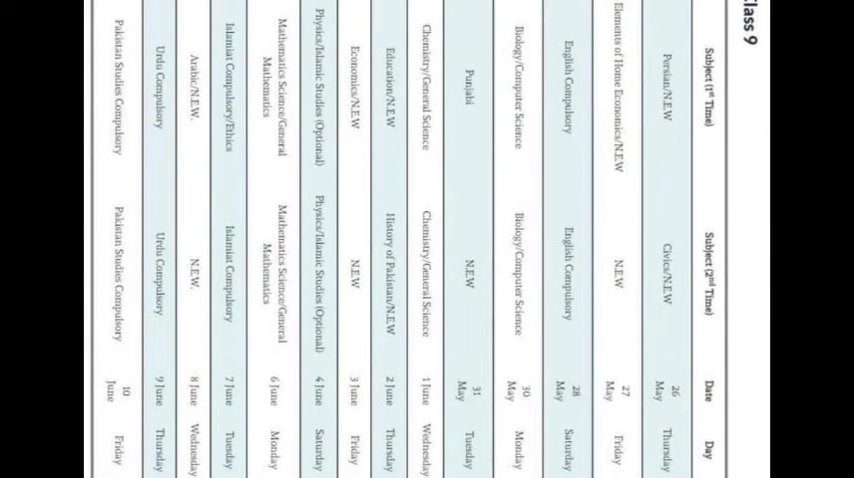 Class 9
Subject (1st Time) Subject (2nd Time) Date Day
Persian/N.E.W Civics/N.E.W 26 May Thursday
Elements of Home Economics/N.E.W N.E.W 27 May Friday
English Compulsory English Compulsory 28 May Saturday
Biology/Computer Science Biology/Computer Science 30 May Monday
Punjabi N.E.W 31 May Tuesday
Chemistry/General Science Chemistry/General Science 1 June Wednesday
Education/N.E.W History of Pakistan/N.E.W 2 June Thursday
Economics/N.E.W N.E.W 3 June Friday
Physics/Islamic Studies (Optional) Physics/Islamic Studies (Optional) 4 June Saturday
Mathematics Science/General Mathematics Mathematics Science/General Mathematics 6 June Monday
Islamiat Compulsory/Ethics Islamiat Compulsory 7 June Tuesday
Arabic/N.E.W. N.E.W. 8 June Wednesday
Urdu Compulsory Urdu Compulsory 9 June Thursday
Pakistan Studies Compulsory Pakistan Studies Compulsory 10 June Friday